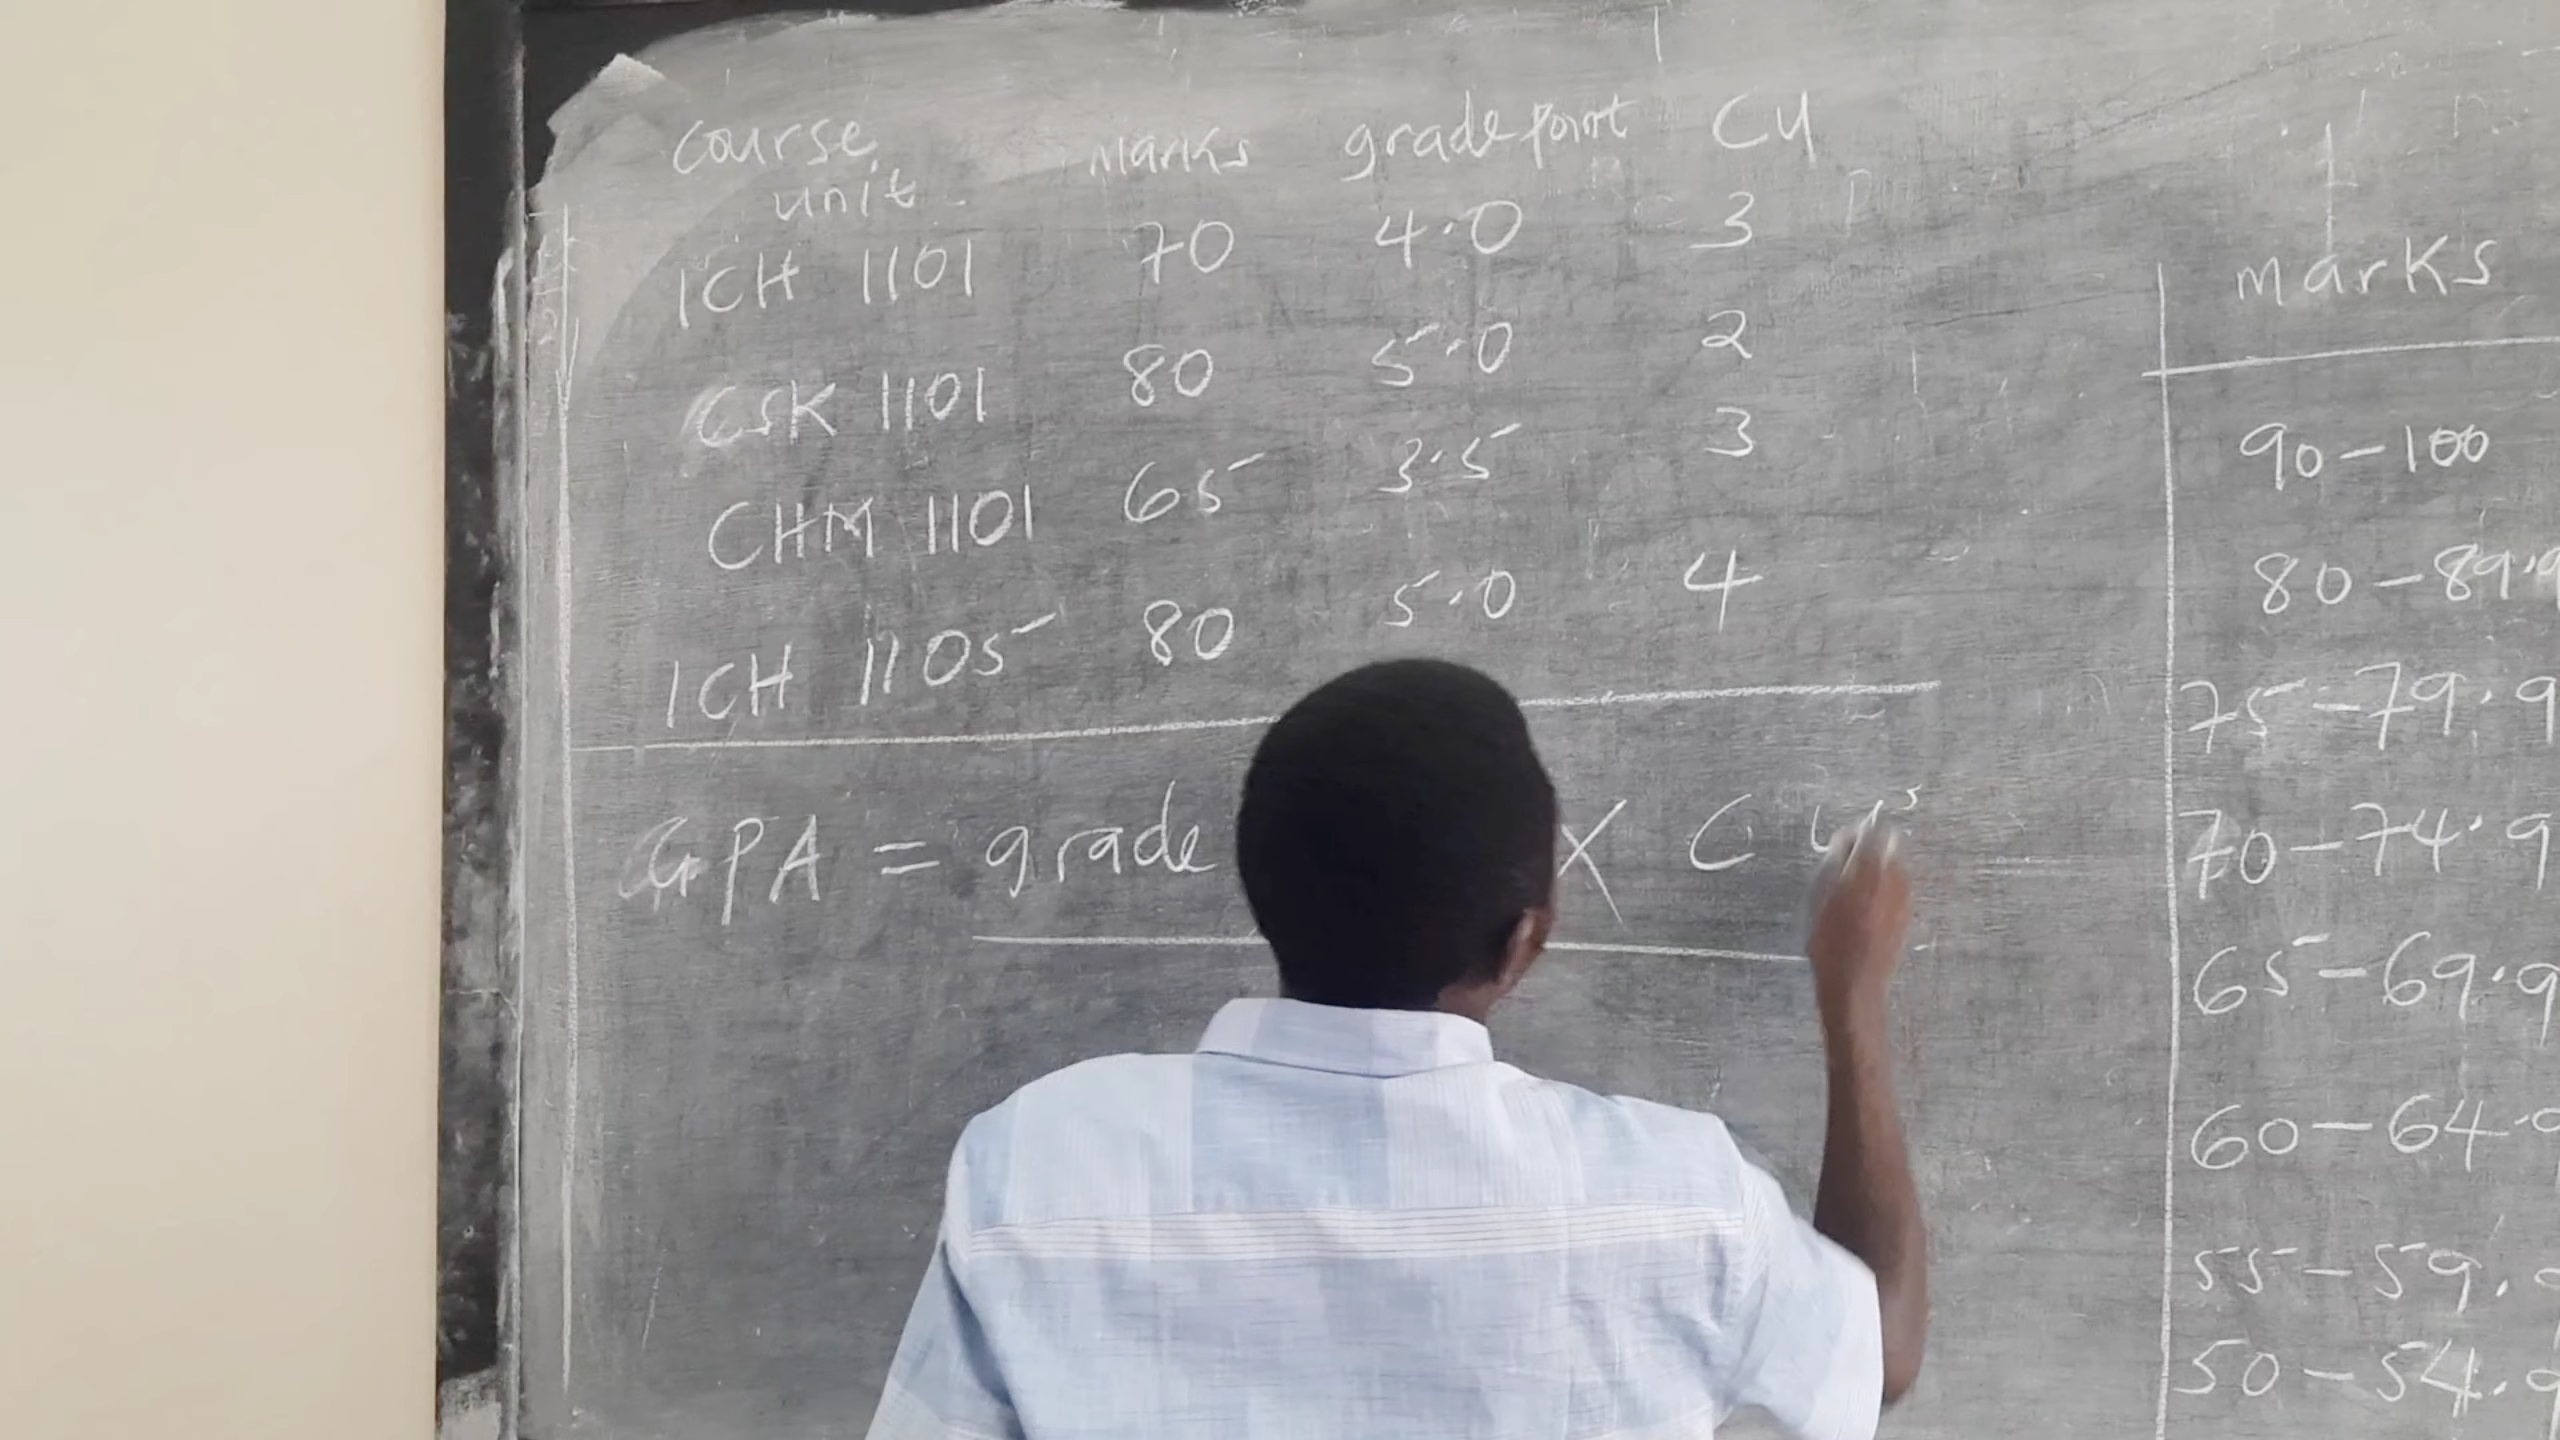 course marks grade point CU
unit
ICH 1101 70 4.0 3
CSK 1101 80 5.0 2
CHM 1101 65 3.5 3
ICH 1105 80 5.0 4
GPA = grade X CU's
marks
90-100
80-89.9
75-79.9
70-74.9
65-69.9
60-64.9
55-59.9
50-54.9